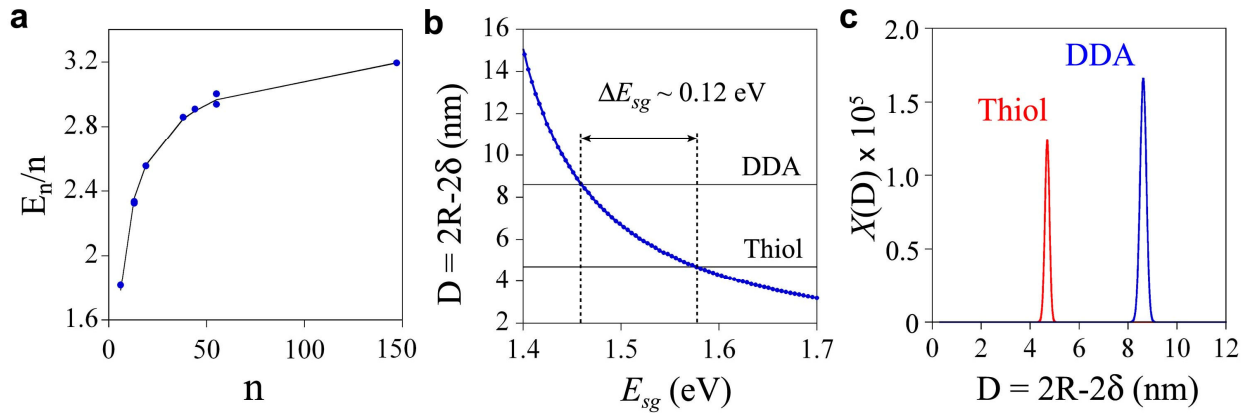 a
3.2
2.8
2.4
2
1.6
E_n/n
0
50
100
150
n
b
16
14
12
10
8
6
4
2
D = 2R-2δ (nm)
ΔE_sg ~ 0.12 eV
DDA
Thiol
1.4
1.5
1.6
1.7
E_sg (eV)
c
2.0
1.5
1.0
0.5
0
X(D) x 10^5
DDA
Thiol
0
2
4
6
8
10
12
D = 2R-2δ (nm)